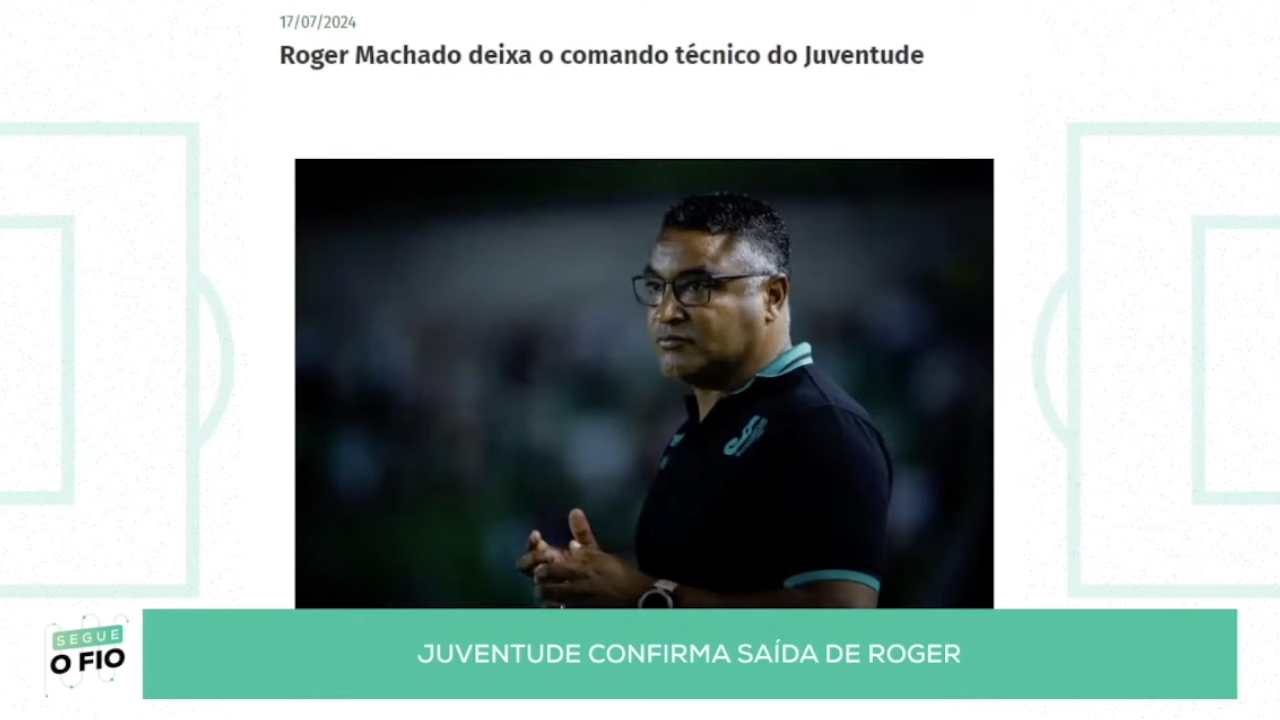 17/07/2024
Roger Machado deixa o comando técnico do Juventude
SEGUE
O FIO
JUVENTUDE CONFIRMA SAÍDA DE ROGER